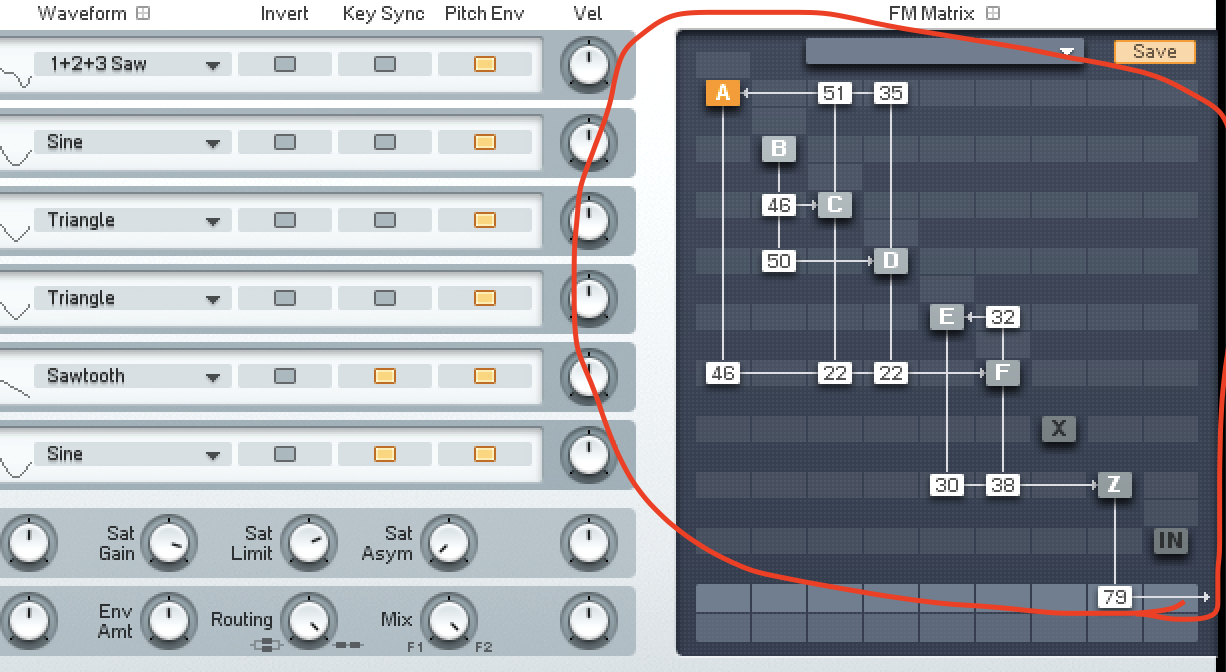 Waveform Invert Key Sync Pitch Env Vel FM Matrix
1+2+3 Saw
Save
A 51 35
Sine
B
46 C
Triangle
50 D
Triangle
E 32
Sawtooth
46 22 22 F
X
Sine
30 38 Z
Sat Gain
Sat Limit
Sat Asym
IN
Env Amt
Routing
Mix
F1 F2
79